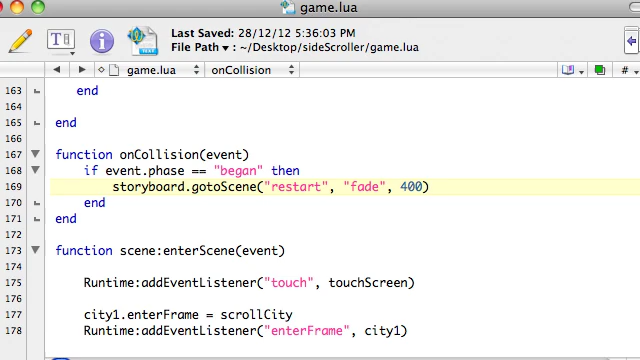 game.lua
Last Saved: 28/12/12 5:36:03 PM
File Path ▾ : ~/Desktop/sideScroller/game.lua
game.lua onCollision #
163 end
164
165 end
166
167 function onCollision(event)
168 if event.phase == "began" then
169 storyboard.gotoScene("restart", "fade", 400)
170 end
171 end
172
173 function scene:enterScene(event)
174
175 Runtime:addEventListener("touch", touchScreen)
176
177 city1.enterFrame = scrollCity
178 Runtime:addEventListener("enterFrame", city1)